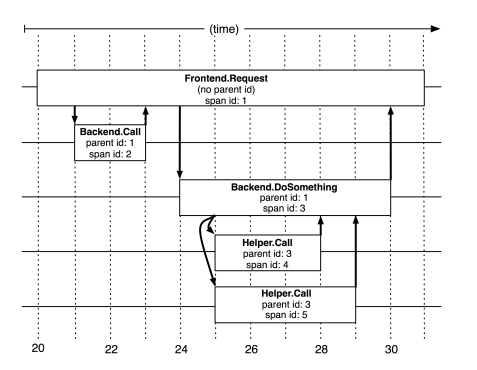 (time)
Frontend.Request
(no parent id)
span id: 1
Backend.Call
parent id: 1
span id: 2
Backend.DoSomething
parent id: 1
span id: 3
Helper.Call
parent id: 3
span id: 4
Helper.Call
parent id: 3
span id: 5
20 22 24 26 28 30